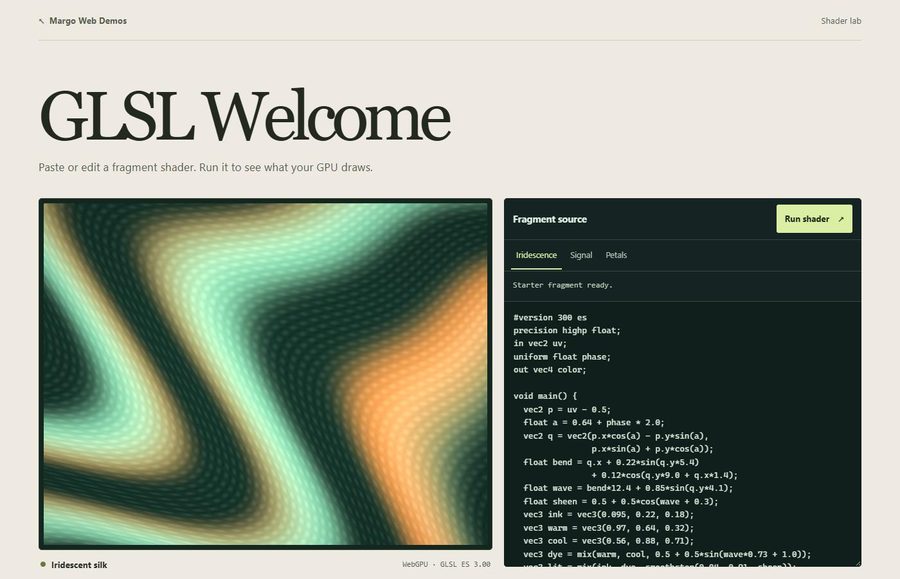 Margo Web Demos
Shader lab
GLSL Welcome
Paste or edit a fragment shader. Run it to see what your GPU draws.
Fragment source
Run shader ↗
Iridescence Signal Petals
Starter fragment ready.
#version 300 es
precision highp float;
in vec2 uv;
uniform float phase;
out vec4 color;

void main() {
  vec2 p = uv - 0.5;
  float a = 0.64 + phase * 2.0;
  vec2 q = vec2(p.x*cos(a) - p.y*sin(a),
                p.x*sin(a) + p.y*cos(a));
  float bend = q.x + 0.22*sin(q.y*5.4)
                + 0.12*cos(q.y*9.0 + q.x*1.4);
  float wave = bend*12.4 + 0.85*sin(q.y*4.1);
  float sheen = 0.5 + 0.5*cos(wave + 0.3);
  vec3 ink = vec3(0.095, 0.22, 0.18);
  vec3 warm = vec3(0.97, 0.64, 0.32);
  vec3 cool = vec3(0.56, 0.88, 0.71);
  vec3 dye = mix(warm, cool, 0.5 + 0.5*sin(wave*0.73 + 1.0));
Iridescent silk
WebGPU · GLSL ES 3.00